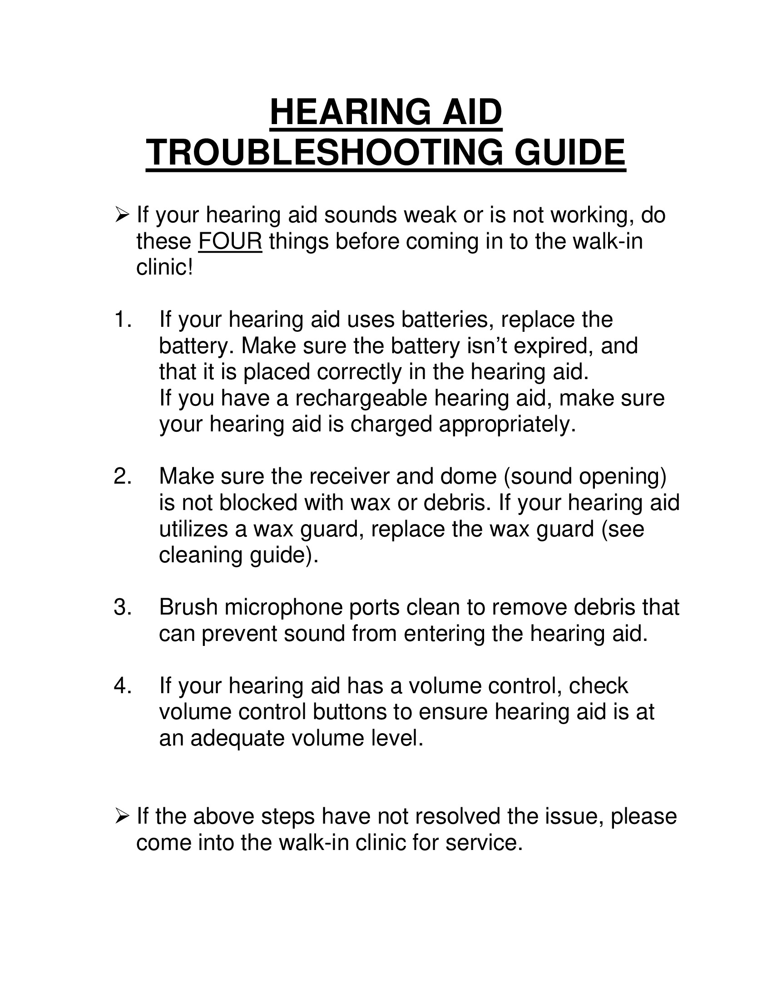 HEARING AID
TROUBLESHOOTING GUIDE
➢ If your hearing aid sounds weak or is not working, do
these FOUR things before coming in to the walk-in
clinic!
1. If your hearing aid uses batteries, replace the
battery. Make sure the battery isn’t expired, and
that it is placed correctly in the hearing aid.
If you have a rechargeable hearing aid, make sure
your hearing aid is charged appropriately.
2. Make sure the receiver and dome (sound opening)
is not blocked with wax or debris. If your hearing aid
utilizes a wax guard, replace the wax guard (see
cleaning guide).
3. Brush microphone ports clean to remove debris that
can prevent sound from entering the hearing aid.
4. If your hearing aid has a volume control, check
volume control buttons to ensure hearing aid is at
an adequate volume level.
➢ If the above steps have not resolved the issue, please
come into the walk-in clinic for service.